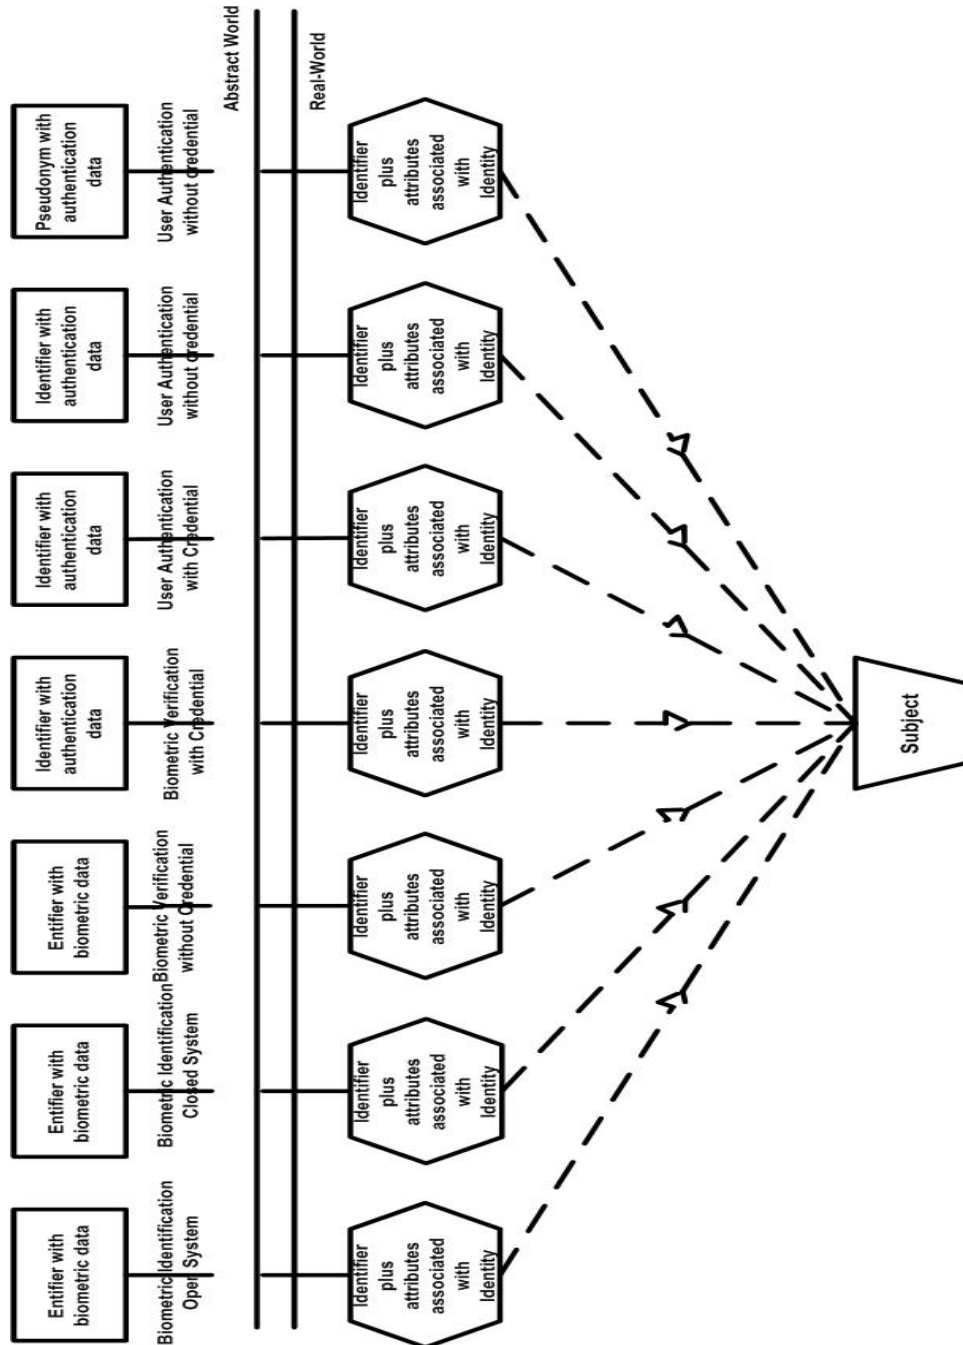 Entifier with
biometric data
Entifier with
biometric data
Entifier with
biometric data
Identifier with
authentication
data
Identifier with
authentication
data
Identifier with
authentication
data
Pseudonym with
authentication
data
Biometric Identification
Open System
Biometric Identification
Closed System
Biometric Verification
without Credential
Biometric Verification
with Credential
User Authentication
with Credential
User Authentication
without credential
User Authentication
without credential
Abstract World
Real-World
Identifier
plus
attributes
associated
with
Identity
Identifier
plus
attributes
associated
with
Identity
Identifier
plus
attributes
associated
with
Identity
Identifier
plus
attributes
associated
with
Identity
Identifier
plus
attributes
associated
with
Identity
Identifier
plus
attributes
associated
with
Identity
Identifier
plus
attributes
associated
with
Identity
Subject